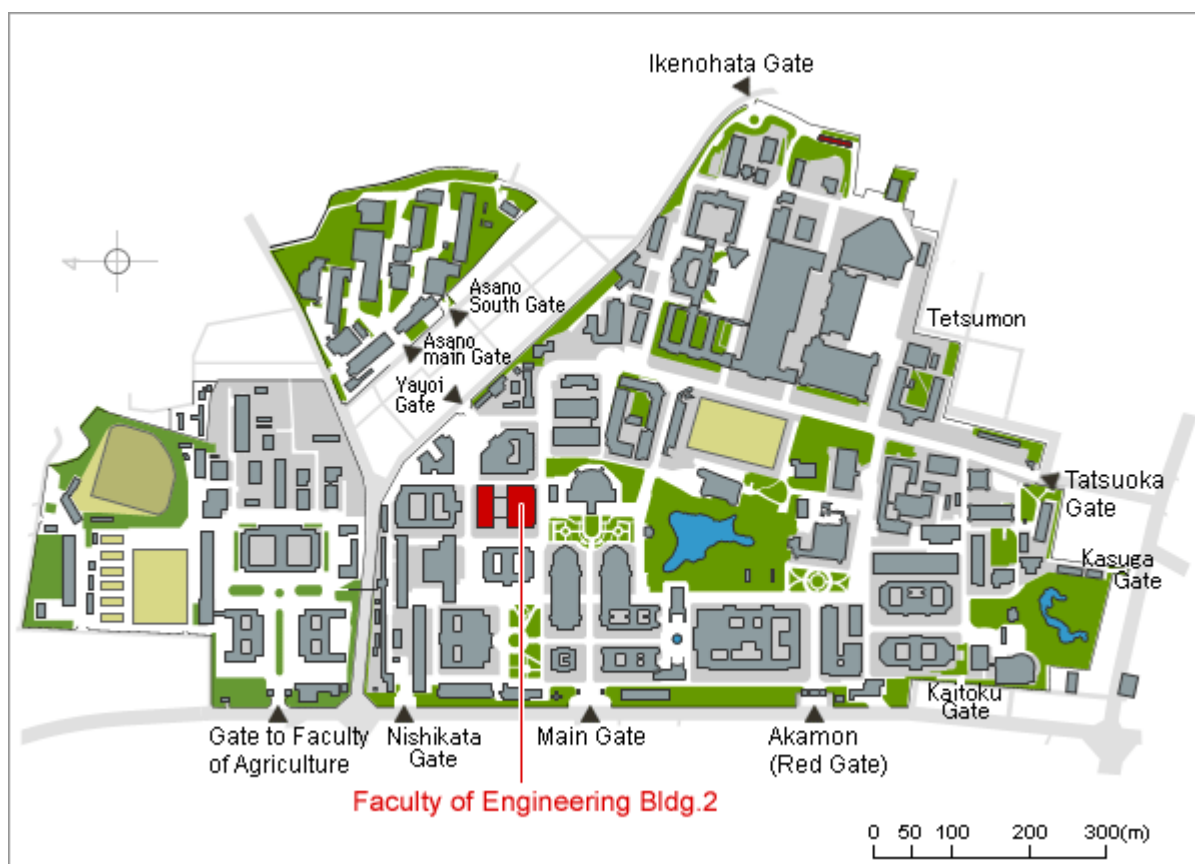 Ikenohata Gate
Asano
South Gate
Asano
main Gate
Tetsumon
Yayoi
Gate
Tatsuoka
Gate
Kasuga
Gate
Kaitoku
Gate
Gate to Faculty
of Agriculture
Nishikata
Gate
Main Gate
Akamon
(Red Gate)
Faculty of Engineering Bldg.2
0 50 100 200 300(m)